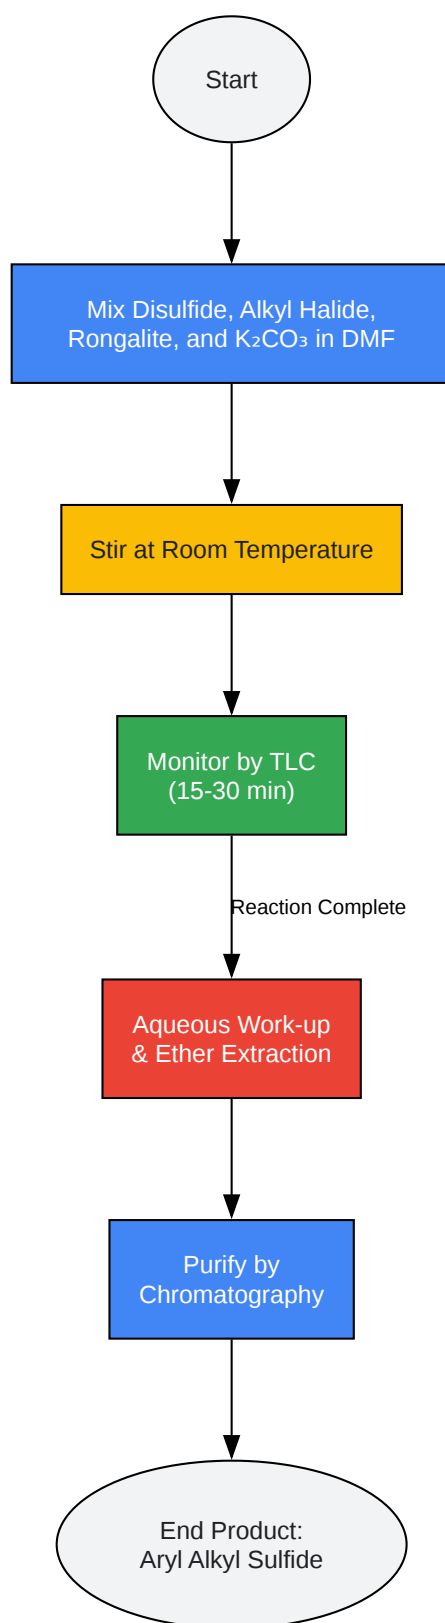 Start
Mix Disulfide, Alkyl Halide,
Rongalite, and K₂CO₃ in DMF
Stir at Room Temperature
Monitor by TLC
(15-30 min)
Reaction Complete
Aqueous Work-up
& Ether Extraction
Purify by
Chromatography
End Product:
Aryl Alkyl Sulfide